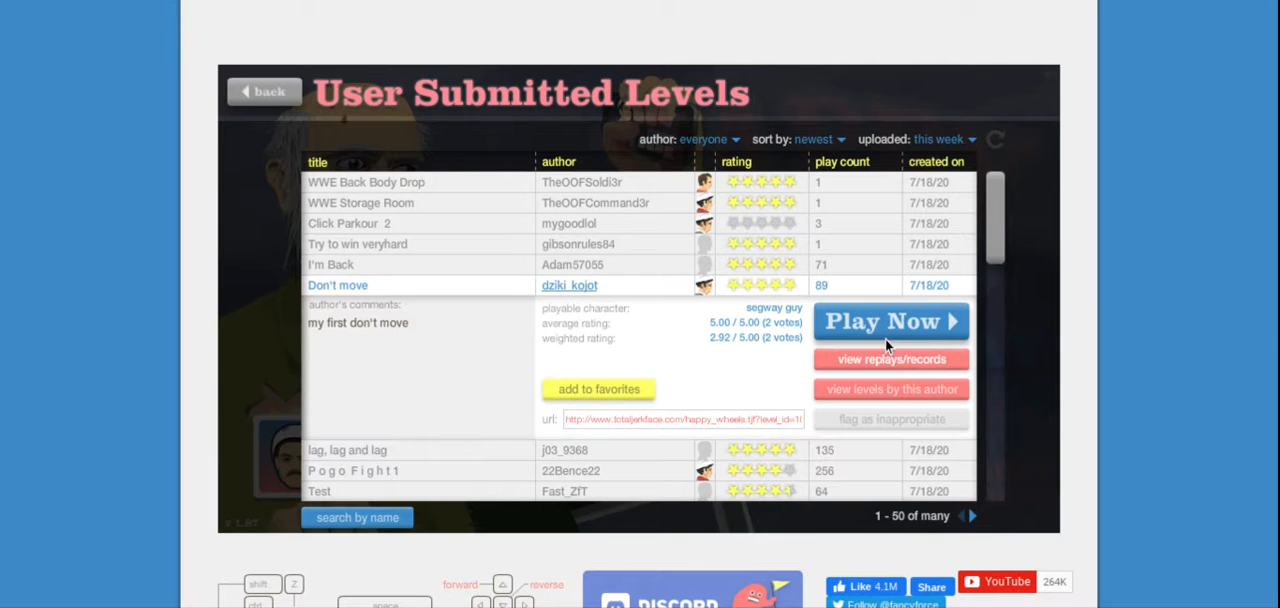 back User Submitted Levels
author: everyone sort by: newest uploaded: this week
title author rating play count created on
WWE Back Body Drop TheOOFSoldi3r 1 7/18/20
WWE Storage Room TheOOFCommand3r 1 7/18/20
Click Parkour 2 mygoodlol 3 7/18/20
Try to win veryhard gibsonrules84 1 7/18/20
I'm Back Adam57055 71 7/18/20
Don't move dziki_kojot 89 7/18/20
author's comments:
my first don't move
playable character: segway guy
average rating: 5.00 / 5.00 (2 votes)
weighted rating: 2.92 / 5.00 (2 votes)
Play Now
view replays/records
add to favorites
view levels by this author
url: http://www.totaljerkface.com/happy_wheels.tjf?level_id=1(
flag as inappropriate
lag, lag and lag j03_9368 135 7/18/20
P o g o F i g h t 1 22Bence22 256 7/18/20
Test Fast_ZfT 64 7/18/20
v 1.87
search by name
1 - 50 of many
shift Z
ctrl
space
forward reverse
DISCORD
Like 4.1M Share
YouTube 264K
Follow @fancyforce